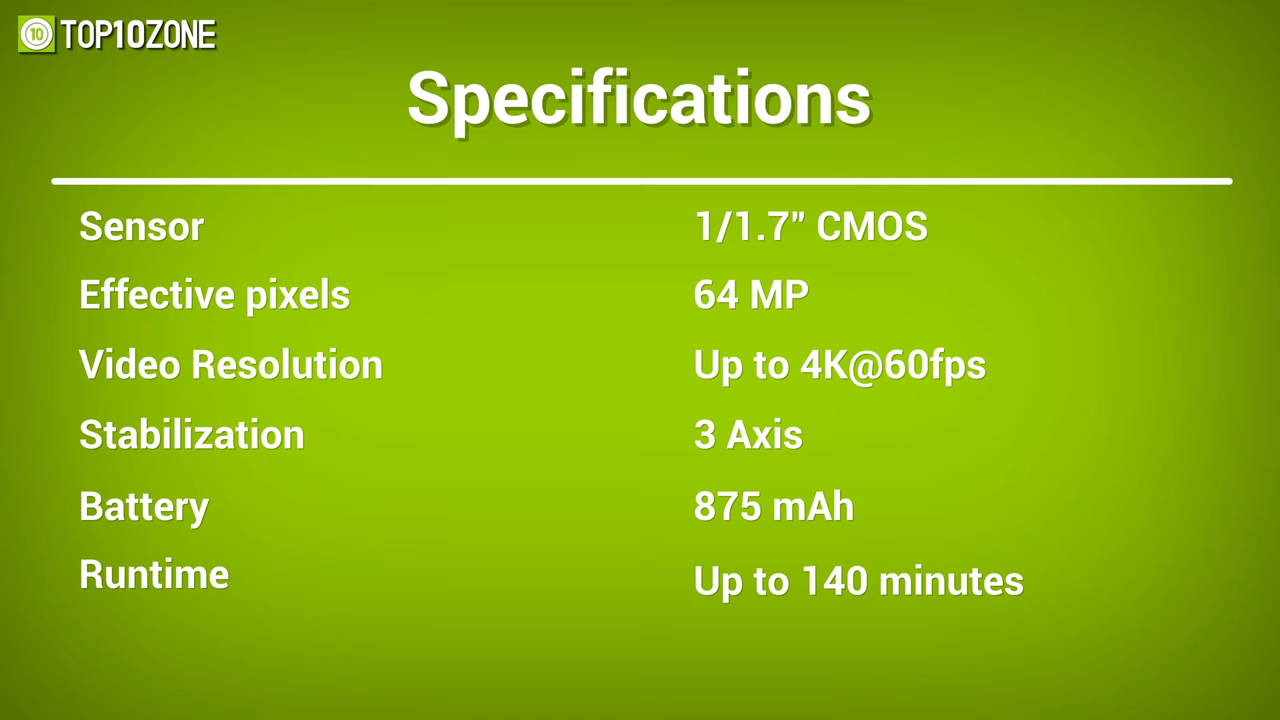 10 TOP10ZONE
Specifications
Sensor 1/1.7" CMOS
Effective pixels 64 MP
Video Resolution Up to 4K@60fps
Stabilization 3 Axis
Battery 875 mAh
Runtime Up to 140 minutes